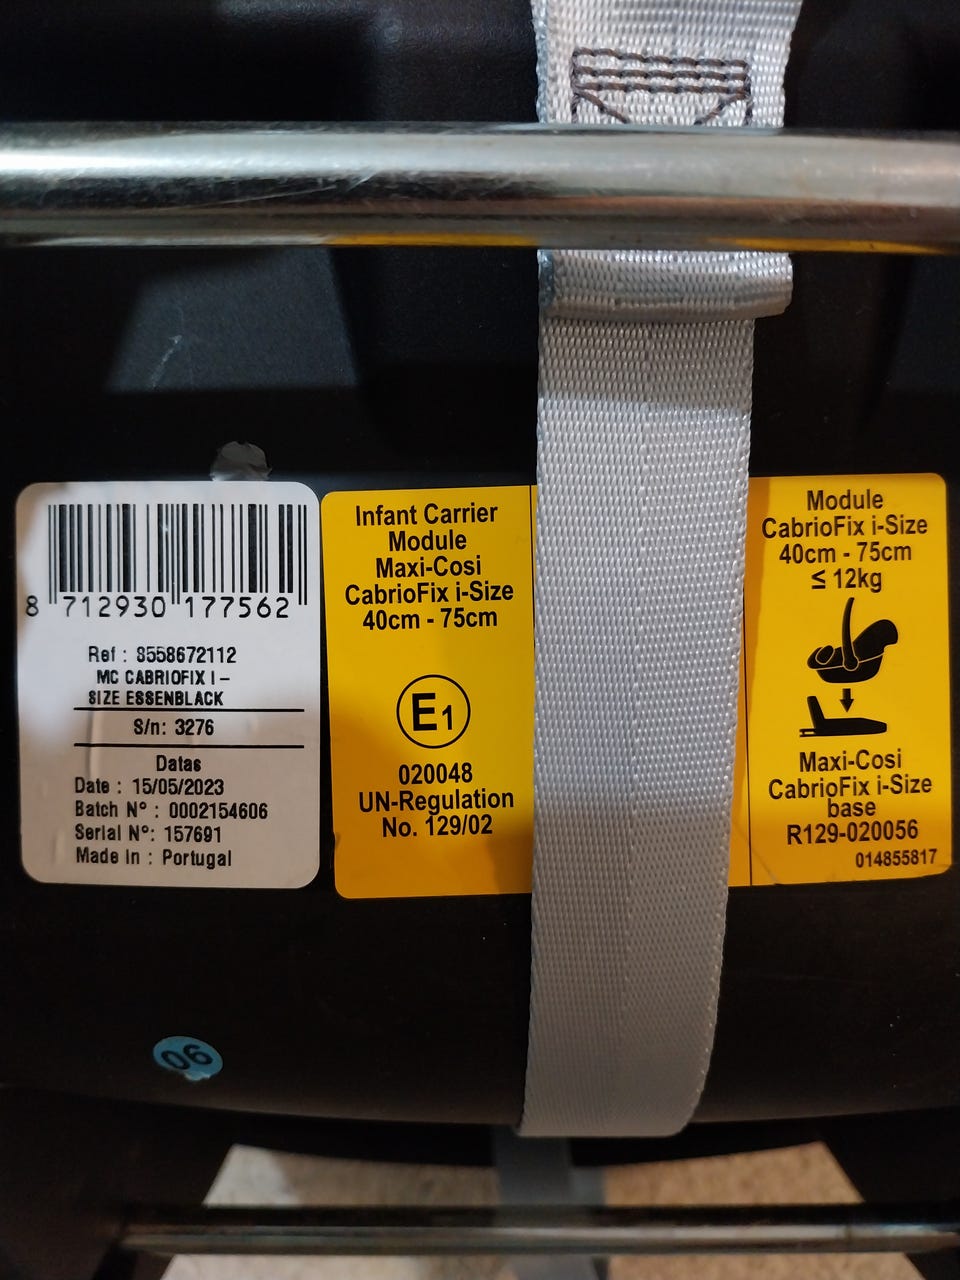 8 712930 177562
Ref : 8558672112
MC CABRIOFIX I -
SIZE ESSENBLACK
S/n: 3276
Datas
Date : 15/05/2023
Batch Nº : 0002154606
Serial Nº: 157691
Made In : Portugal
Infant Carrier
Module
Maxi-Cosi
CabrioFix i-Size
40cm - 75cm
E1
020048
UN-Regulation
No. 129/02
Module
CabrioFix i-Size
40cm - 75cm
≤ 12kg
Maxi-Cosi
CabrioFix i-Size
base
R129-020056
014855817
06